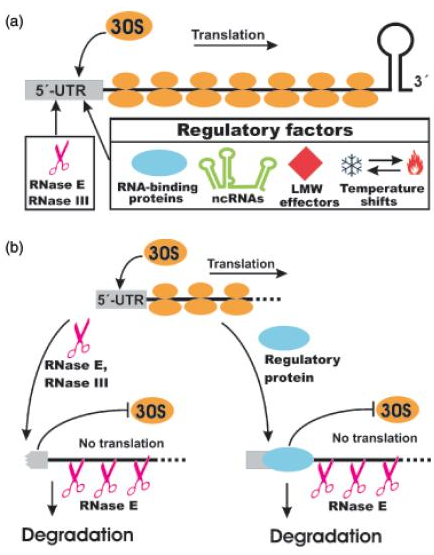 (a)
30S
Translation
5´-UTR
3´
RNase E
RNase III
Regulatory factors
RNA-binding
proteins
ncRNAs
LMW
effectors
Temperature
shifts
(b)
30S
Translation
5´-UTR
RNase E,
RNase III
Regulatory
protein
30S
No translation
RNase E
Degradation
30S
No translation
RNase E
Degradation